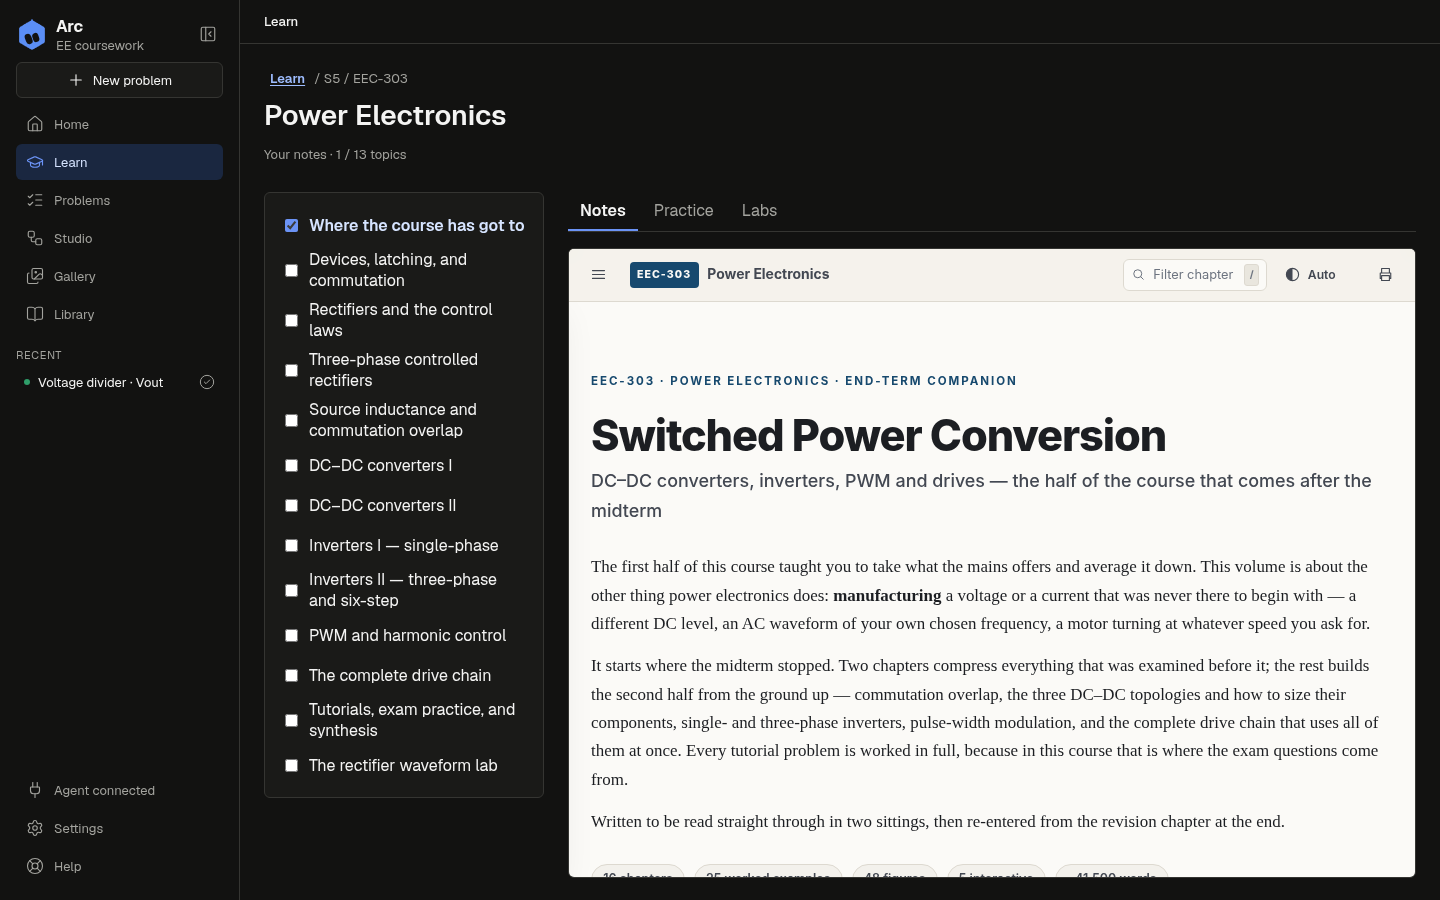 Arc
EE coursework
New problem
Home
Learn
Problems
Studio
Gallery
Library
RECENT
Voltage divider · Vout
Agent connected
Settings
Help
Learn
Learn / S5 / EEC-303
Power Electronics
Your notes · 1 / 13 topics
Where the course has got to
Devices, latching, and
commutation
Rectifiers and the control
laws
Three-phase controlled
rectifiers
Source inductance and
commutation overlap
DC–DC converters I
DC–DC converters II
Inverters I — single-phase
Inverters II — three-phase
and six-step
PWM and harmonic control
The complete drive chain
Tutorials, exam practice, and
synthesis
The rectifier waveform lab
Notes Practice Labs
EEC-303 Power Electronics Filter chapter / Auto
EEC-303 · POWER ELECTRONICS · END-TERM COMPANION
Switched Power Conversion
DC–DC converters, inverters, PWM and drives — the half of the course that comes after the
midterm
The first half of this course taught you to take what the mains offers and average it down. This volume is about the
other thing power electronics does: manufacturing a voltage or a current that was never there to begin with — a
different DC level, an AC waveform of your own chosen frequency, a motor turning at whatever speed you ask for.
It starts where the midterm stopped. Two chapters compress everything that was examined before it; the rest builds
the second half from the ground up — commutation overlap, the three DC–DC topologies and how to size their
components, single- and three-phase inverters, pulse-width modulation, and the complete drive chain that uses all of
them at once. Every tutorial problem is worked in full, because in this course that is where the exam questions come
from.
Written to be read straight through in two sittings, then re-entered from the revision chapter at the end.
16 chapters 25 worked examples 48 figures 5 interactive 41,500 words